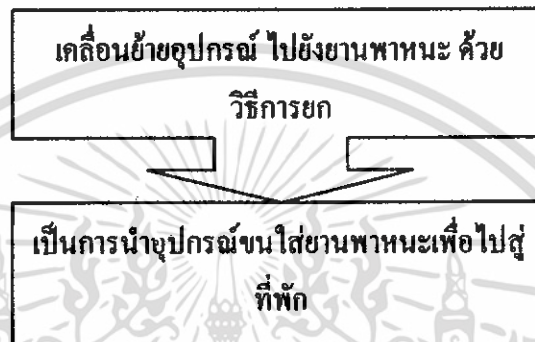 เคลื่อนย้ายอุปกรณ์ ไปยังยานพาหนะ ด้วย
วิธีการยก
เป็นการนำอุปกรณ์ขนใส่ยานพาหนะเพื่อไปสู่
ที่พัก